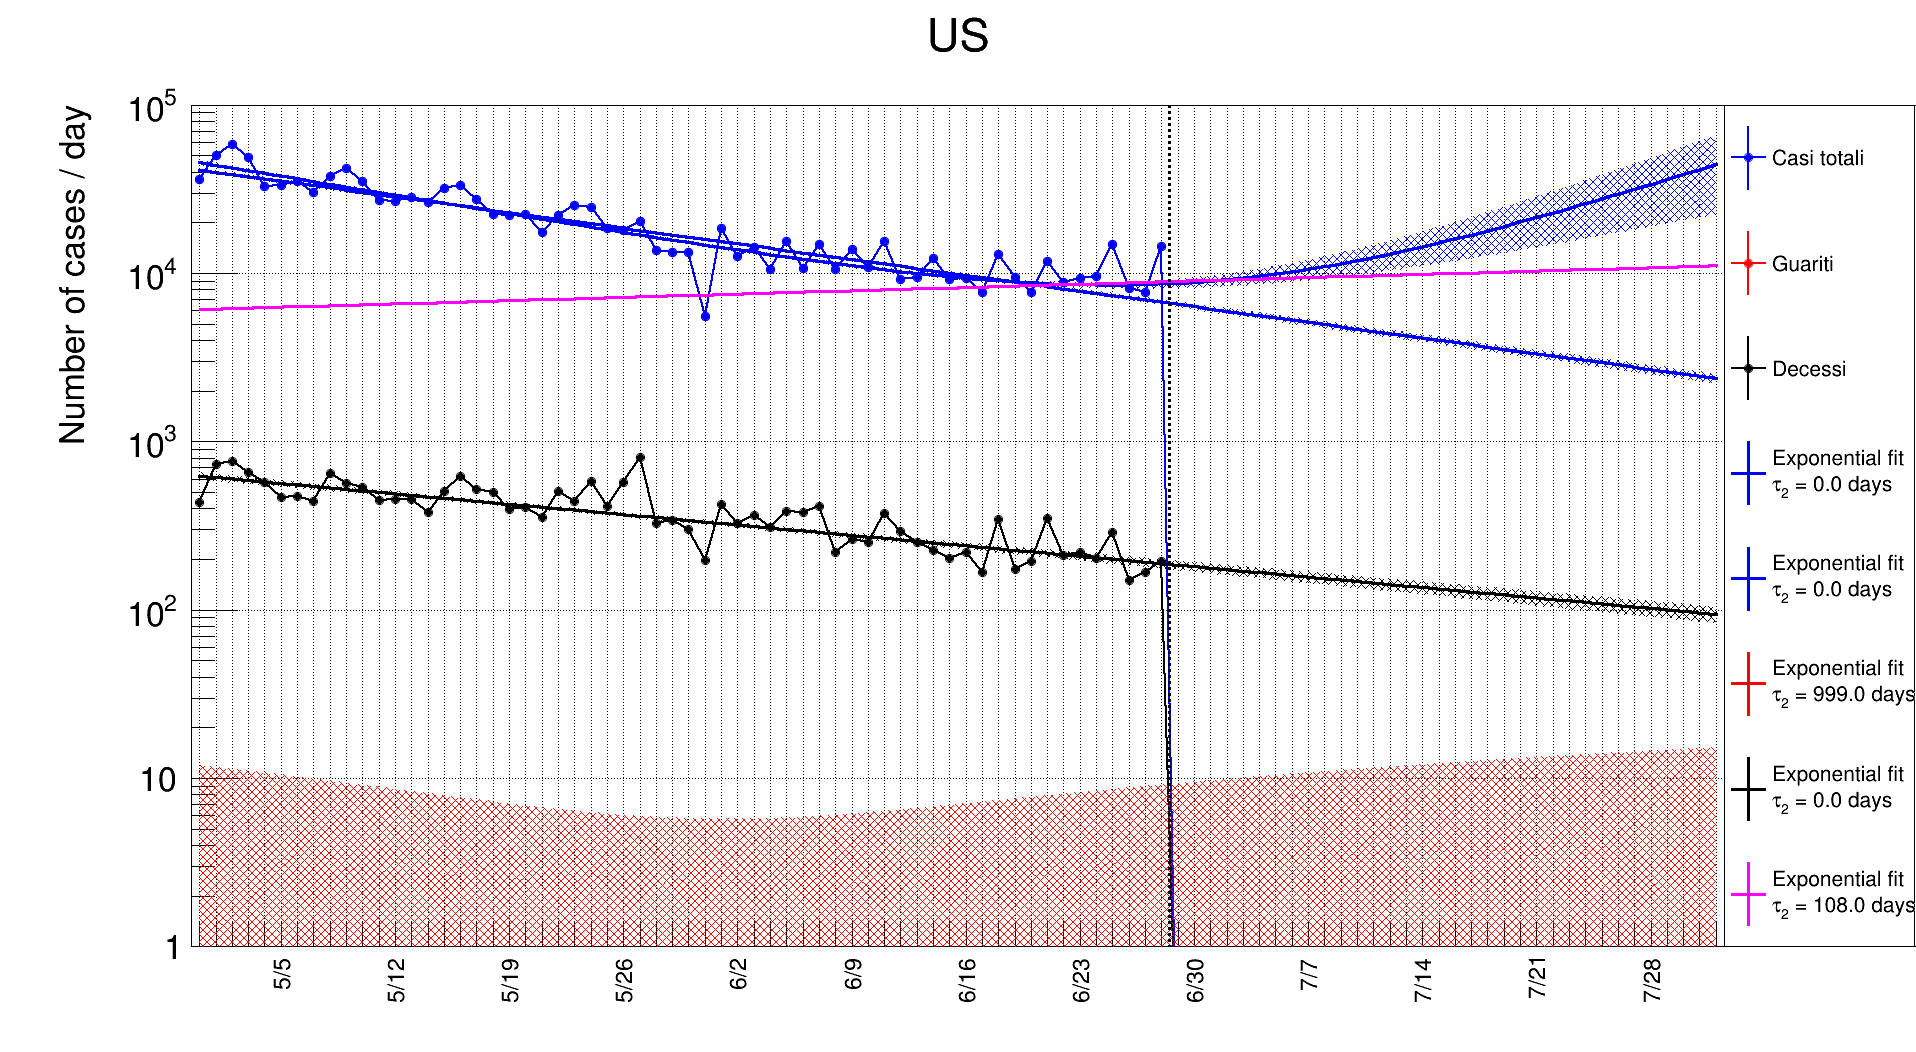 US
Number of cases / day
10^5
10^4
10^3
10^2
10
1
5/5
5/12
5/19
5/26
6/2
6/9
6/16
6/23
6/30
7/7
7/14
7/21
7/28
Casi totali
Guariti
Decessi
Exponential fit
τ₂ = 0.0 days
Exponential fit
τ₂ = 0.0 days
Exponential fit
τ₂ = 999.0 days
Exponential fit
τ₂ = 0.0 days
Exponential fit
τ₂ = 108.0 days